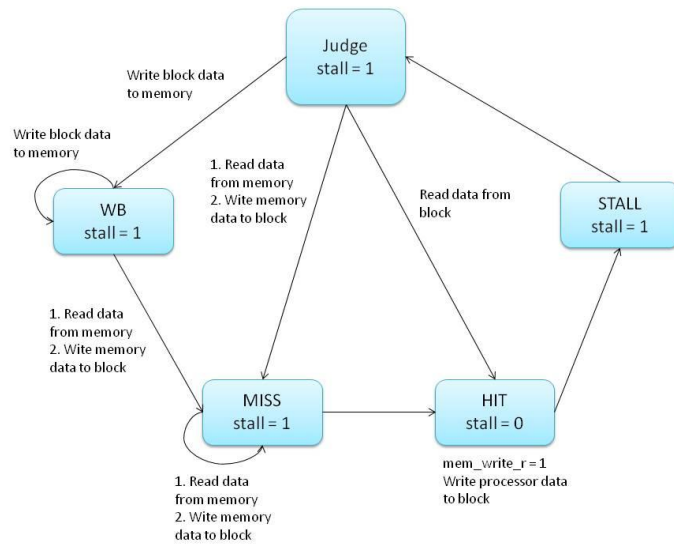 Judge
stall = 1
Write block data
to memory
Write block data
to memory
1. Read data
from memory
2. Wite memory
data to block
Read data from
block
WB
stall = 1
STALL
stall = 1
1. Read data
from memory
2. Wite memory
data to block
MISS
stall = 1
HIT
stall = 0
mem_write_r = 1
Write processor data
to block
1. Read data
from memory
2. Wite memory
data to block